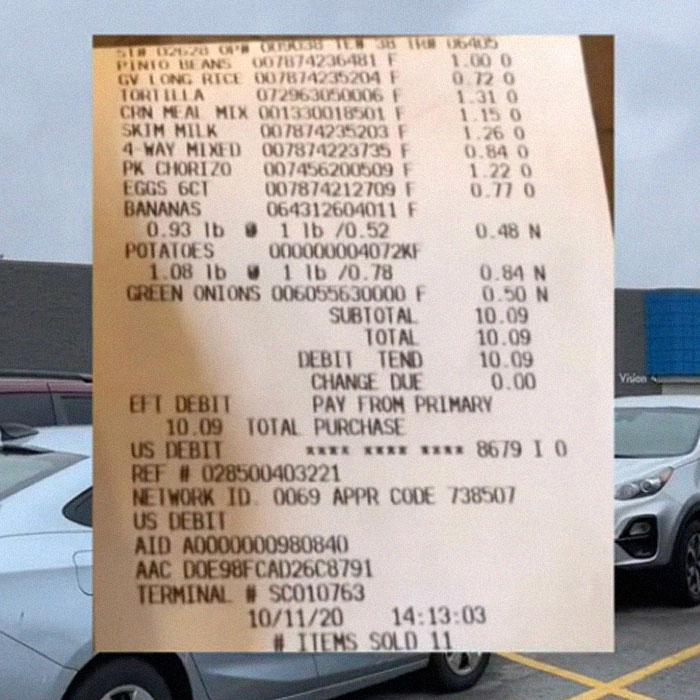 ST# 02628 OP# 009038 TE# 38 TR# 06405
PINTO BEANS 007874236481 F 1.00 O
GV LONG RICE 007874235204 F 0.72 O
TORTILLA 072963050006 F 1.31 O
CRN MEAL MIX 001330018501 F 1.15 O
SKIM MILK 007874235203 F 1.26 O
4-WAY MIXED 007874223735 F 0.84 O
PK CHORIZO 007456200509 F 1.22 O
EGGS 6CT 007874212709 F 0.77 O
BANANAS 064312604011 F
0.93 lb @ 1 lb /0.52 0.48 N
POTATOES 000000004072KF
1.08 lb @ 1 lb /0.78 0.84 N
GREEN ONIONS 006055630000 F 0.50 N
SUBTOTAL 10.09
TOTAL 10.09
DEBIT TEND 10.09
CHANGE DUE 0.00
EFT DEBIT PAY FROM PRIMARY
10.09 TOTAL PURCHASE
US DEBIT **** **** **** 8679 I 0
REF # 028500403221
NETWORK ID. 0069 APPR CODE 738507
US DEBIT
AID A0000000980840
AAC D0E98FCAD26C8791
TERMINAL # SC010763
10/11/20 14:13:03
# ITEMS SOLD 11
Vision